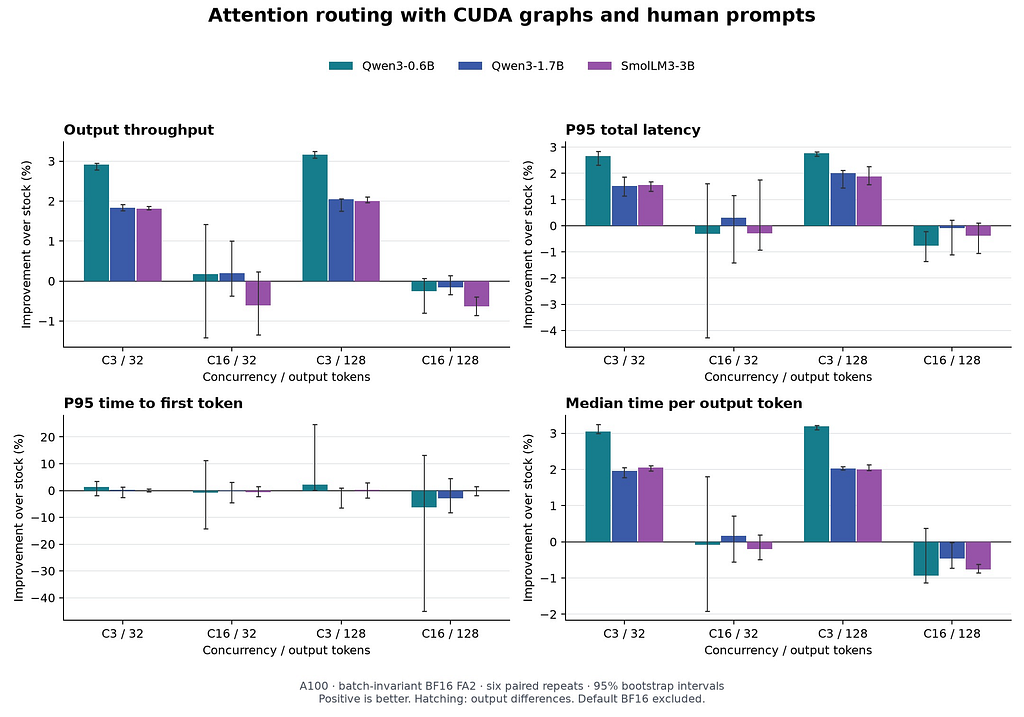 Attention routing with CUDA graphs and human prompts
Qwen3-0.6B Qwen3-1.7B SmolLM3-3B
Output throughput
Improvement over stock (%)
3
2
1
0
−1
C3 / 32 C16 / 32 C3 / 128 C16 / 128
Concurrency / output tokens
P95 total latency
Improvement over stock (%)
3
2
1
0
−1
−2
−3
−4
C3 / 32 C16 / 32 C3 / 128 C16 / 128
Concurrency / output tokens
P95 time to first token
Improvement over stock (%)
20
10
0
−10
−20
−30
−40
C3 / 32 C16 / 32 C3 / 128 C16 / 128
Concurrency / output tokens
Median time per output token
Improvement over stock (%)
3
2
1
0
−1
−2
C3 / 32 C16 / 32 C3 / 128 C16 / 128
Concurrency / output tokens
A100 · batch-invariant BF16 FA2 · six paired repeats · 95% bootstrap intervals
Positive is better. Hatching: output differences. Default BF16 excluded.